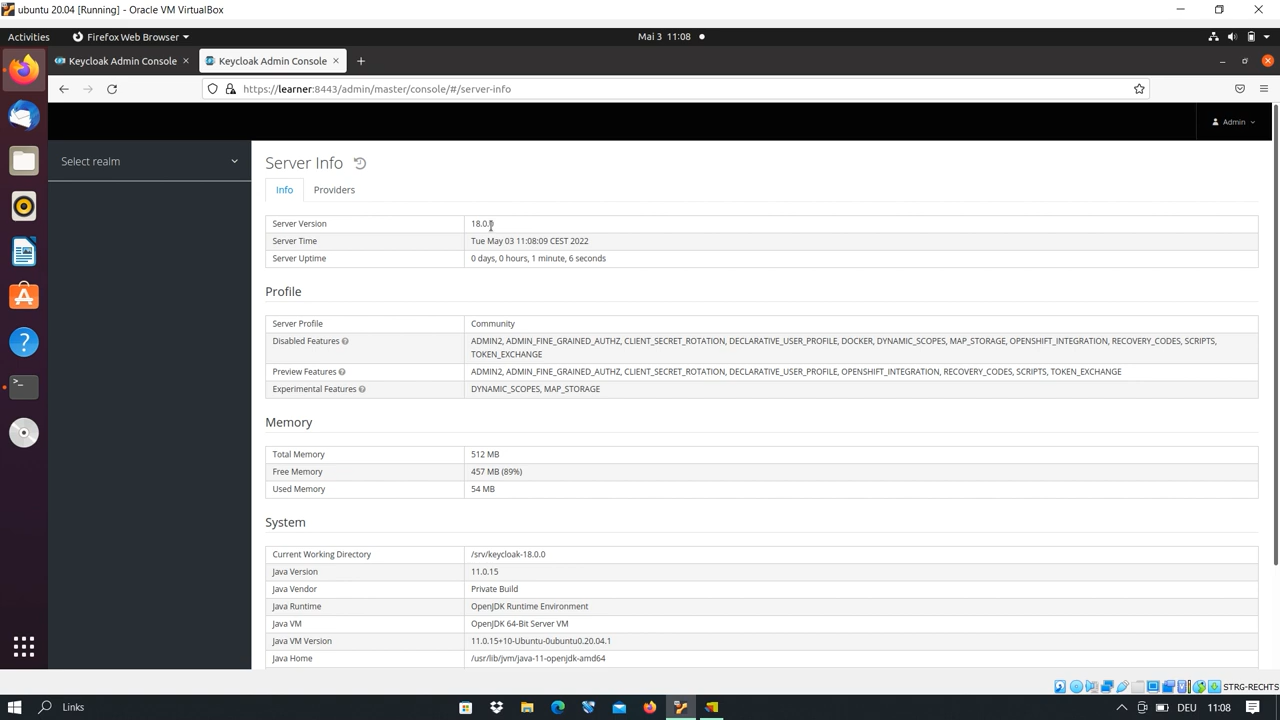 ubuntu 20.04 [Running] - Oracle VM VirtualBox
Activities
Firefox Web Browser
Mai 3 11:08
Keycloak Admin Console
Keycloak Admin Console
https://learner:8443/admin/master/console/#/server-info
Admin
Select realm
Server Info
Info
Providers
Server Version 18.0.0
Server Time Tue May 03 11:08:09 CEST 2022
Server Uptime 0 days, 0 hours, 1 minute, 6 seconds
Profile
Server Profile Community
Disabled Features ADMIN2, ADMIN_FINE_GRAINED_AUTHZ, CLIENT_SECRET_ROTATION, DECLARATIVE_USER_PROFILE, DOCKER, DYNAMIC_SCOPES, MAP_STORAGE, OPENSHIFT_INTEGRATION, RECOVERY_CODES, SCRIPTS,
TOKEN_EXCHANGE
Preview Features ADMIN2, ADMIN_FINE_GRAINED_AUTHZ, CLIENT_SECRET_ROTATION, DECLARATIVE_USER_PROFILE, OPENSHIFT_INTEGRATION, RECOVERY_CODES, SCRIPTS, TOKEN_EXCHANGE
Experimental Features DYNAMIC_SCOPES, MAP_STORAGE
Memory
Total Memory 512 MB
Free Memory 457 MB (89%)
Used Memory 54 MB
System
Current Working Directory /srv/keycloak-18.0.0
Java Version 11.0.15
Java Vendor Private Build
Java Runtime OpenJDK Runtime Environment
Java VM OpenJDK 64-Bit Server VM
Java VM Version 11.0.15+10-Ubuntu-0ubuntu0.20.04.1
Java Home /usr/lib/jvm/java-11-openjdk-amd64
STRG-RECHTS
Links
DEU
11:08